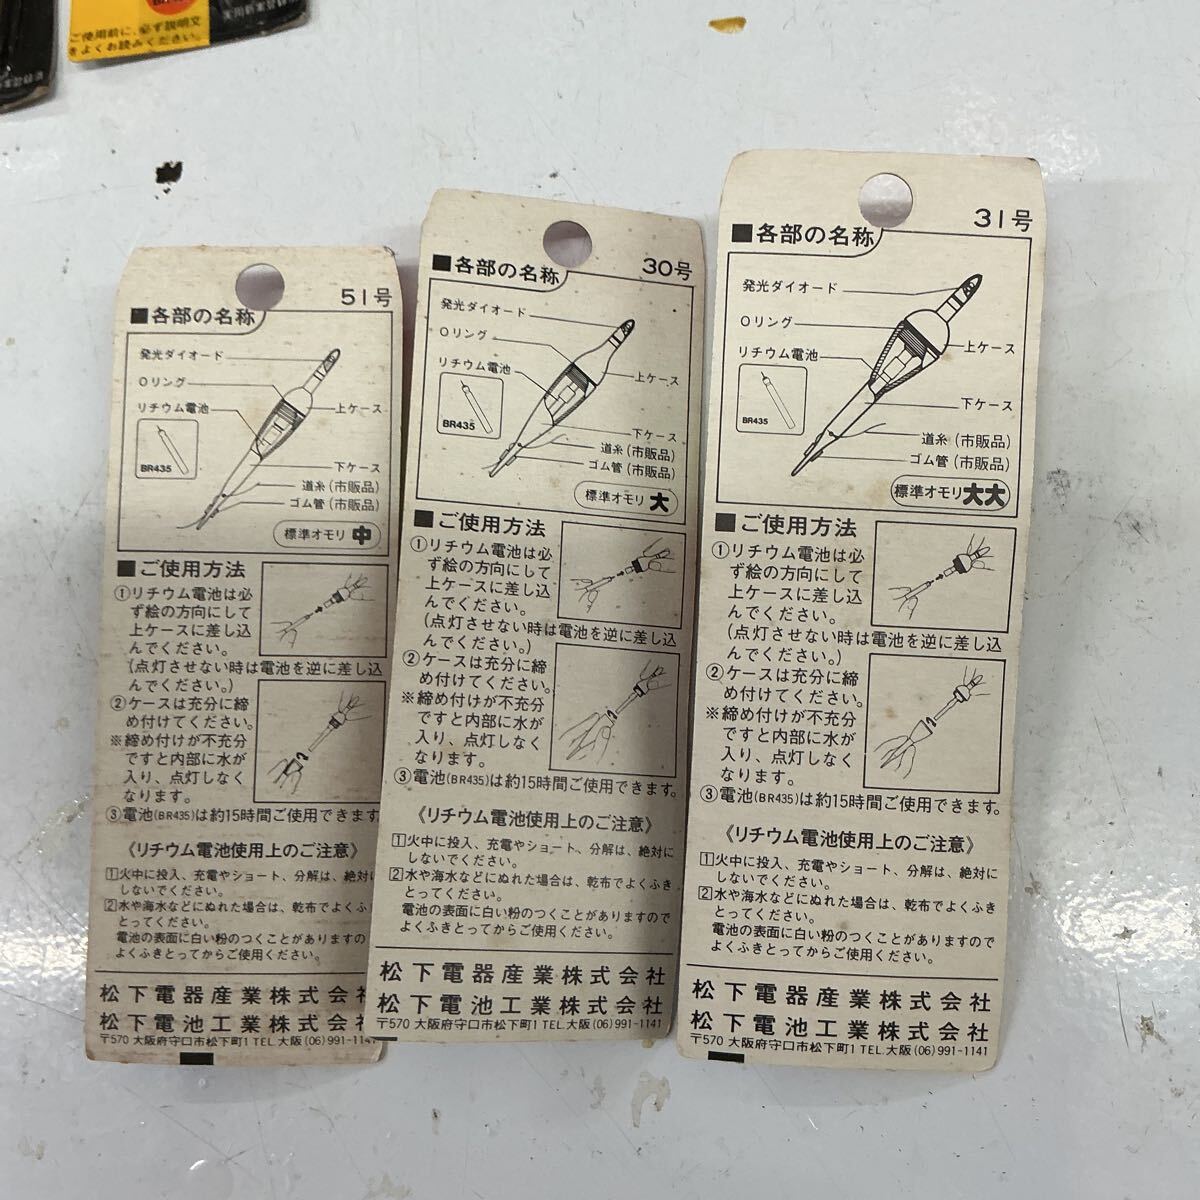 ご使用前に、必ず説明文
をよくお読みください。
51号
■各部の名称
発光ダイオード
Oリング
リチウム電池
上ケース
BR435
下ケース
道糸(市販品)
ゴム管(市販品)
標準オモリ 中
■ご使用方法
①リチウム電池は必
ず絵の方向にして
上ケースに差し込
んでください。
(点灯させない時は電池を逆に差し込
んでください。)
②ケースは充分に締
め付けてください。
※締め付けが不充分
ですと内部に水が
入り、点灯しなく
なります。
③電池(BR435)は約15時間ご使用できます
《リチウム電池使用上のご注意》
1火中に投入、充電やショート、分解は、絶対に
しないでください。
2水や海水などにぬれた場合は、乾布でよくふ
とってください。
電池の表面に白い粉のつくことがありますの
よくふきとってからご使用ください。
松下電器産業株式会社
松下電池工業株式会社
〒570 大阪府守口市松下町1 TEL.大阪(06)991-1141
30号
■各部の名称
発光ダイオード
Oリング
リチウム電池
上ケース
BR435
下ケース
道糸(市販品)
ゴム管(市販品)
標準オモリ 大
■ご使用方法
①リチウム電池は必
ず絵の方向にして
上ケースに差し込
んでください。
(点灯させない時は電池を逆に差し込
んでください。)
②ケースは充分に締
め付けてください。
※締め付けが不充分
ですと内部に水が
入り、点灯しなく
なります。
③電池(BR435)は約15時間ご使用できます。
《リチウム電池使用上のご注意》
1火中に投入、充電やショート、分解は、絶対に
しないでください。
2水や海水などにぬれた場合は、乾布でよくふき
とってください。
電池の表面に白い粉のつくことがありますので
よくふきとってからご使用ください。
松下電器産業株式会社
松下電池工業株式会社
〒570 大阪府守口市松下町1 TEL.大阪(06)991-1141
31号
■各部の名称
発光ダイオード
Oリング
リチウム電池
上ケース
BR435
下ケース
道糸(市販品)
ゴム管(市販品)
標準オモリ 大大
■ご使用方法
①リチウム電池は必
ず絵の方向にして
上ケースに差し込
んでください。
(点灯させない時は電池を逆に差し込
んでください。)
②ケースは充分に締
め付けてください。
※締め付けが不充分
ですと内部に水が
入り、点灯しなく
なります。
③電池(BR435)は約15時間ご使用できます。
《リチウム電池使用上のご注意》
1火中に投入、充電やショート、分解は、絶対に
しないでください。
2水や海水などにぬれた場合は、乾布でよくふき
とってください。
電池の表面に白い粉のつくことがありますので
よくふきとってからご使用ください。
松下電器産業株式会社
松下電池工業株式会社
〒570 大阪府守口市松下町1 TEL.大阪(06)991-1141